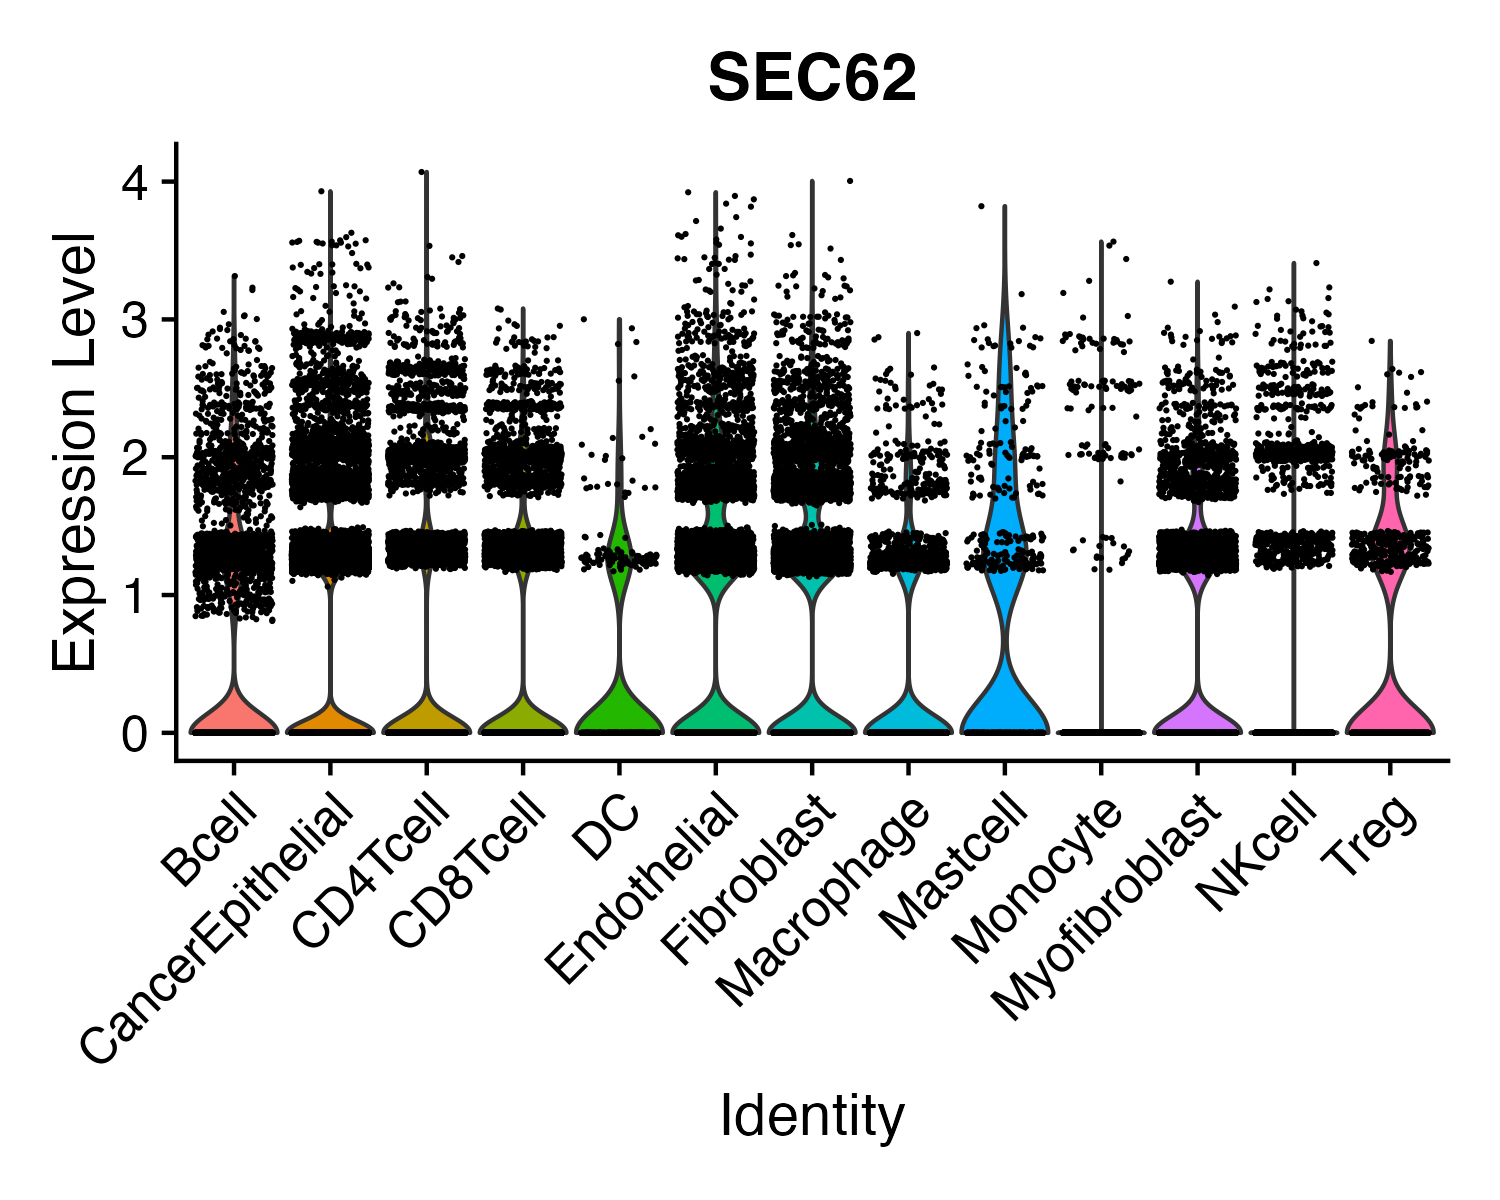 SEC62
Expression Level
4
3
2
1
0
Bcell
CancerEpithelial
CD4Tcell
CD8Tcell
DC
Endothelial
Fibroblast
Macrophage
Mastcell
Monocyte
Myofibroblast
NKcell
Treg
Identity